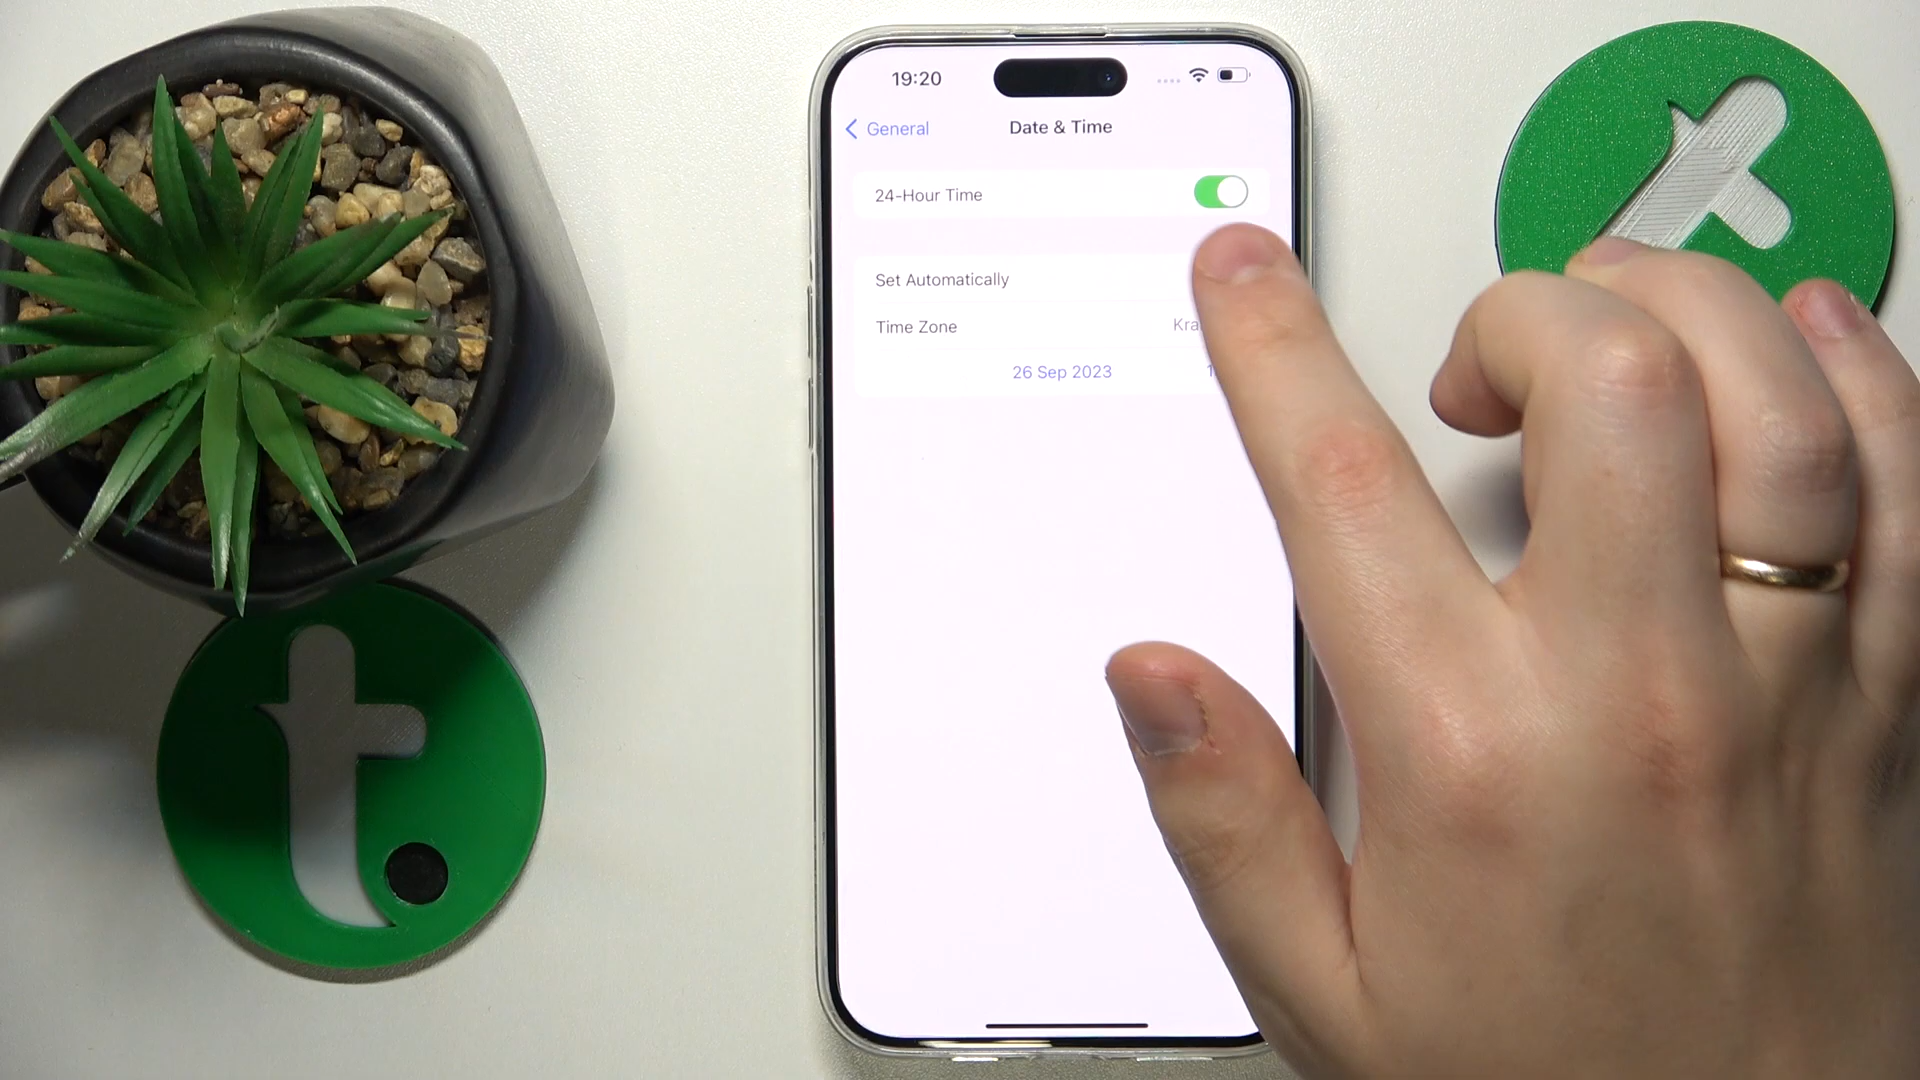 19:20
General
Date & Time
24-Hour Time
Set Automatically
Time Zone
26 Sep 2023
t.